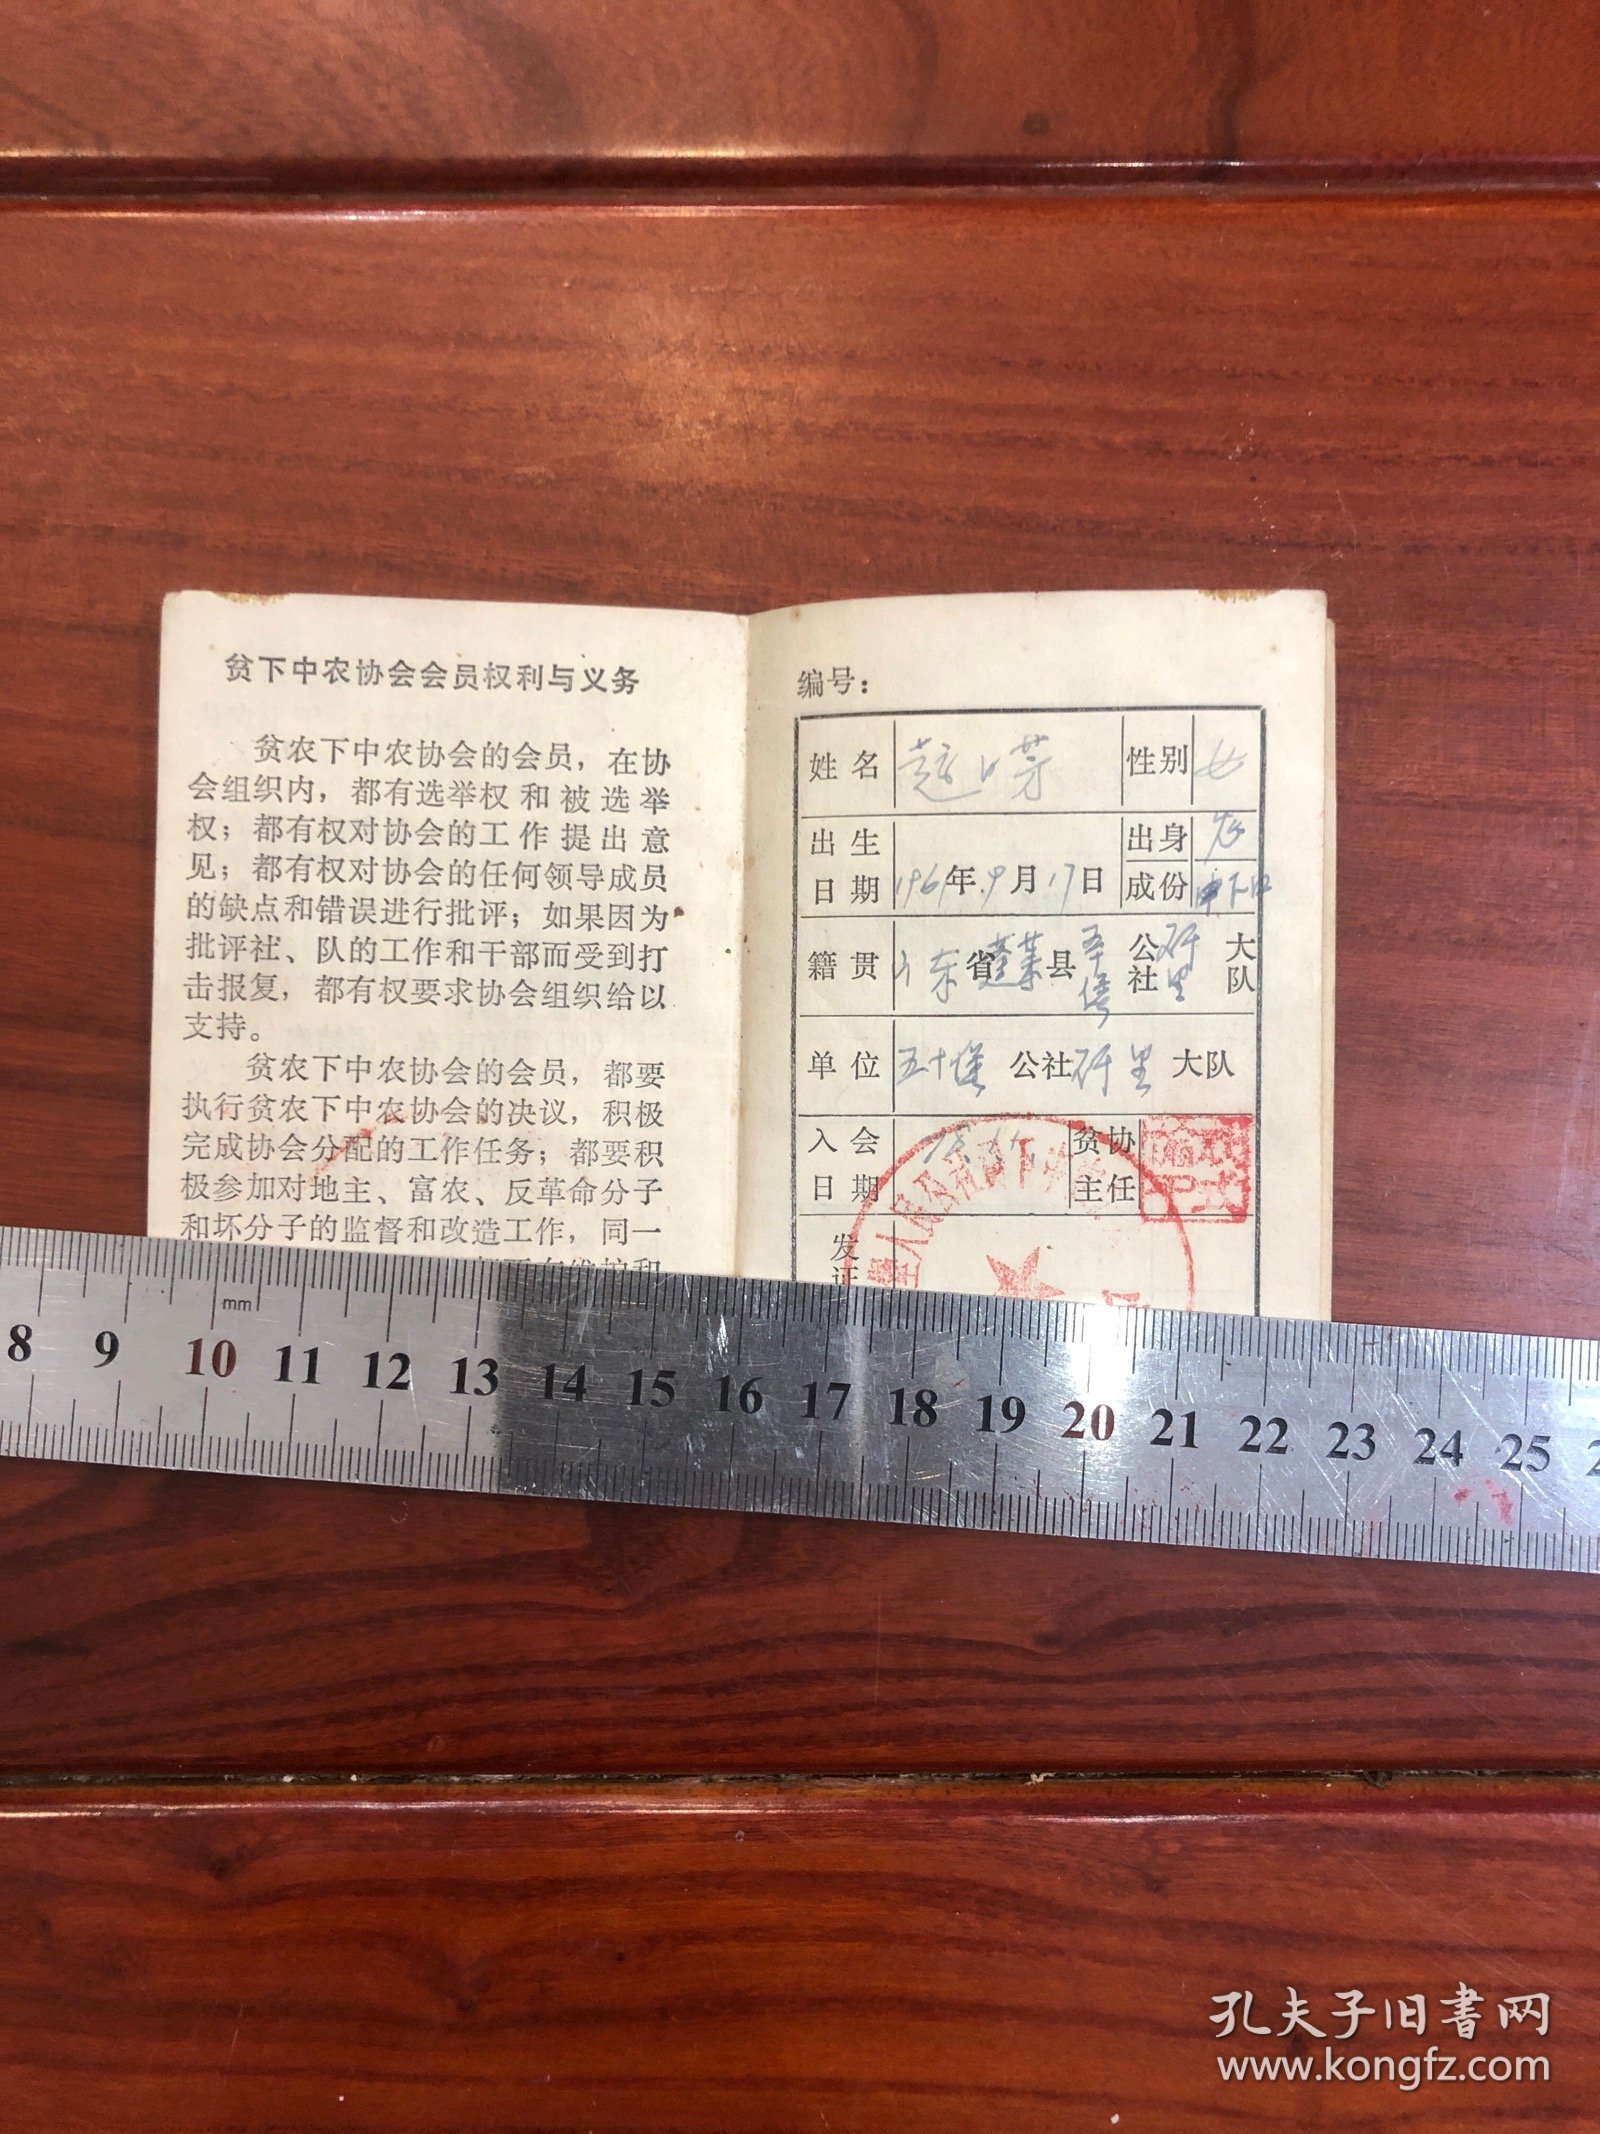 贫下中农协会会员权利与义务
贫农下中农协会的会员，在协
会组织内，都有选举权和被选举
权；都有权对协会的工作提出意
见；都有权对协会的任何领导成员
的缺点和错误进行批评；如果因为
批评社、队的工作和干部而受到打
击报复，都有权要求协会组织给以
支持。
贫农下中农协会的会员，都要
执行贫农下中农协会的决议，积极
完成协会分配的工作任务；都要积
极参加对地主、富农、反革命分子
和坏分子的监督和改造工作，同一
编号：
姓名 性别 女
出生日期 年9月17日 出身 农 成份
籍贯 山东省蓬莱县 公社 大队
单位 五十堡 公社 里 大队
入会日期 贫协主任
发证
mm
8 9 10 11 12 13 14 15 16 17 18 19 20 21 22 23 24 25
孔夫子旧书网
www.kongfz.com